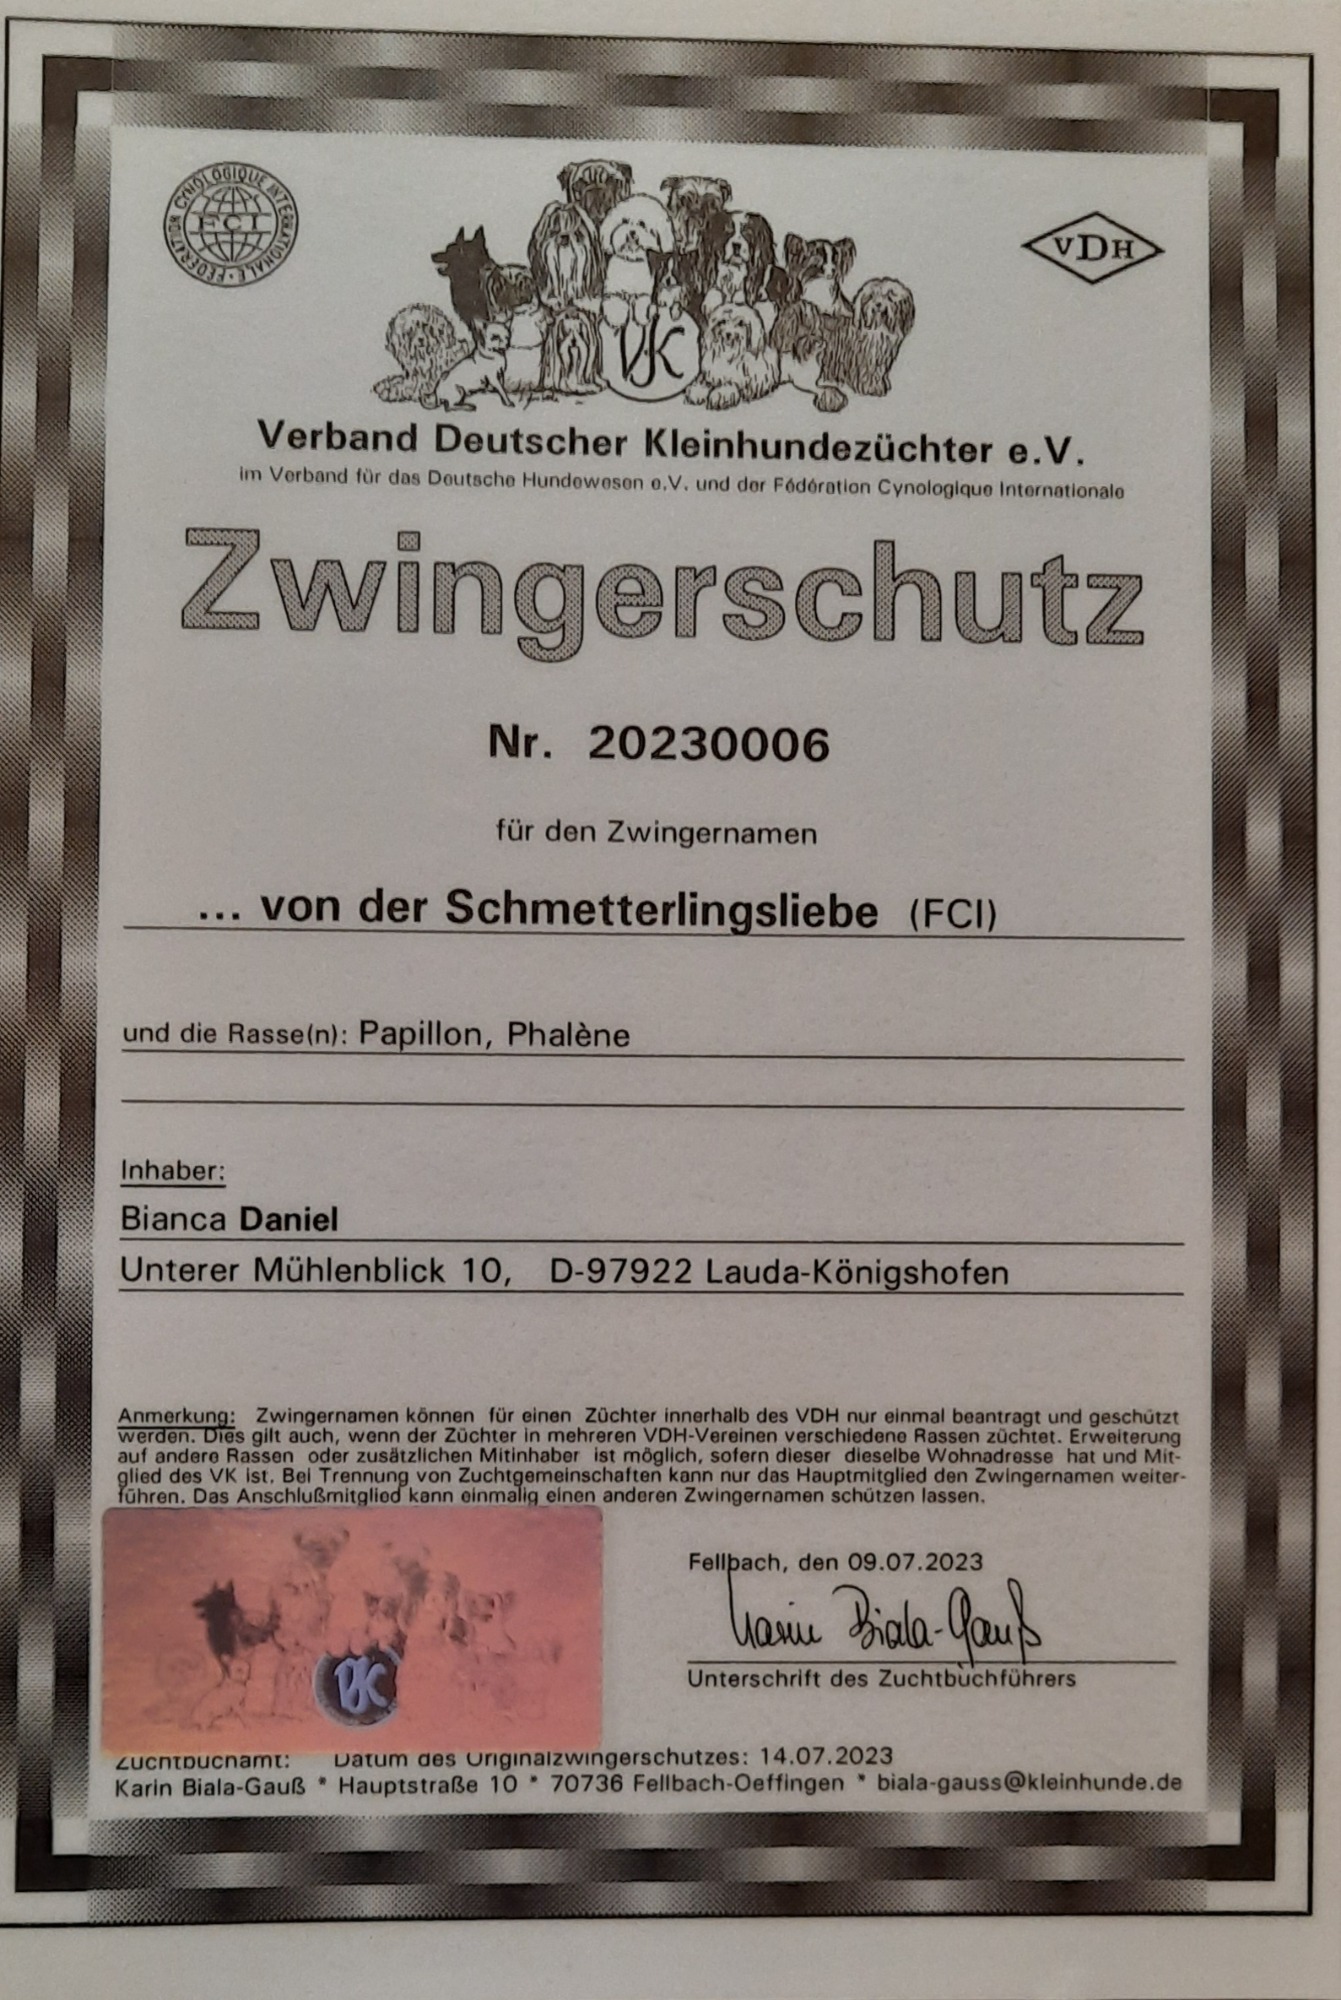 FÉDÉRATION CYNOLOGIQUE INTERNATIONALE
FCI
VDH
VK
Verband Deutscher Kleinhundezüchter e.V.
im Verband für das Deutsche Hundewesen e.V. und der Fédération Cynologique Internationale
Zwingerschutz
Nr. 20230006
für den Zwingernamen
... von der Schmetterlingsliebe (FCI)
und die Rasse(n): Papillon, Phalène
Inhaber:
Bianca Daniel
Unterer Mühlenblick 10, D-97922 Lauda-Königshofen
Anmerkung: Zwingernamen können für einen Züchter innerhalb des VDH nur einmal beantragt und geschützt
werden. Dies gilt auch, wenn der Züchter in mehreren VDH-Vereinen verschiedene Rassen züchtet. Erweiterung
auf andere Rassen oder zusätzlichen Mitinhaber ist möglich, sofern dieser dieselbe Wohnadresse hat und Mit-
glied des VK ist. Bei Trennung von Zuchtgemeinschaften kann nur das Hauptmitglied den Zwingernamen weiter-
führen. Das Anschlußmitglied kann einmalig einen anderen Zwingernamen schützen lassen.
Fellbach, den 09.07.2023
Karin Biala-Gauß
Unterschrift des Zuchtbuchführers
VK
Zuchtbuchamt: Datum des Originalzwingerschutzes: 14.07.2023
Karin Biala-Gauß * Hauptstraße 10 * 70736 Fellbach-Oeffingen * biala-gauss@kleinhunde.de